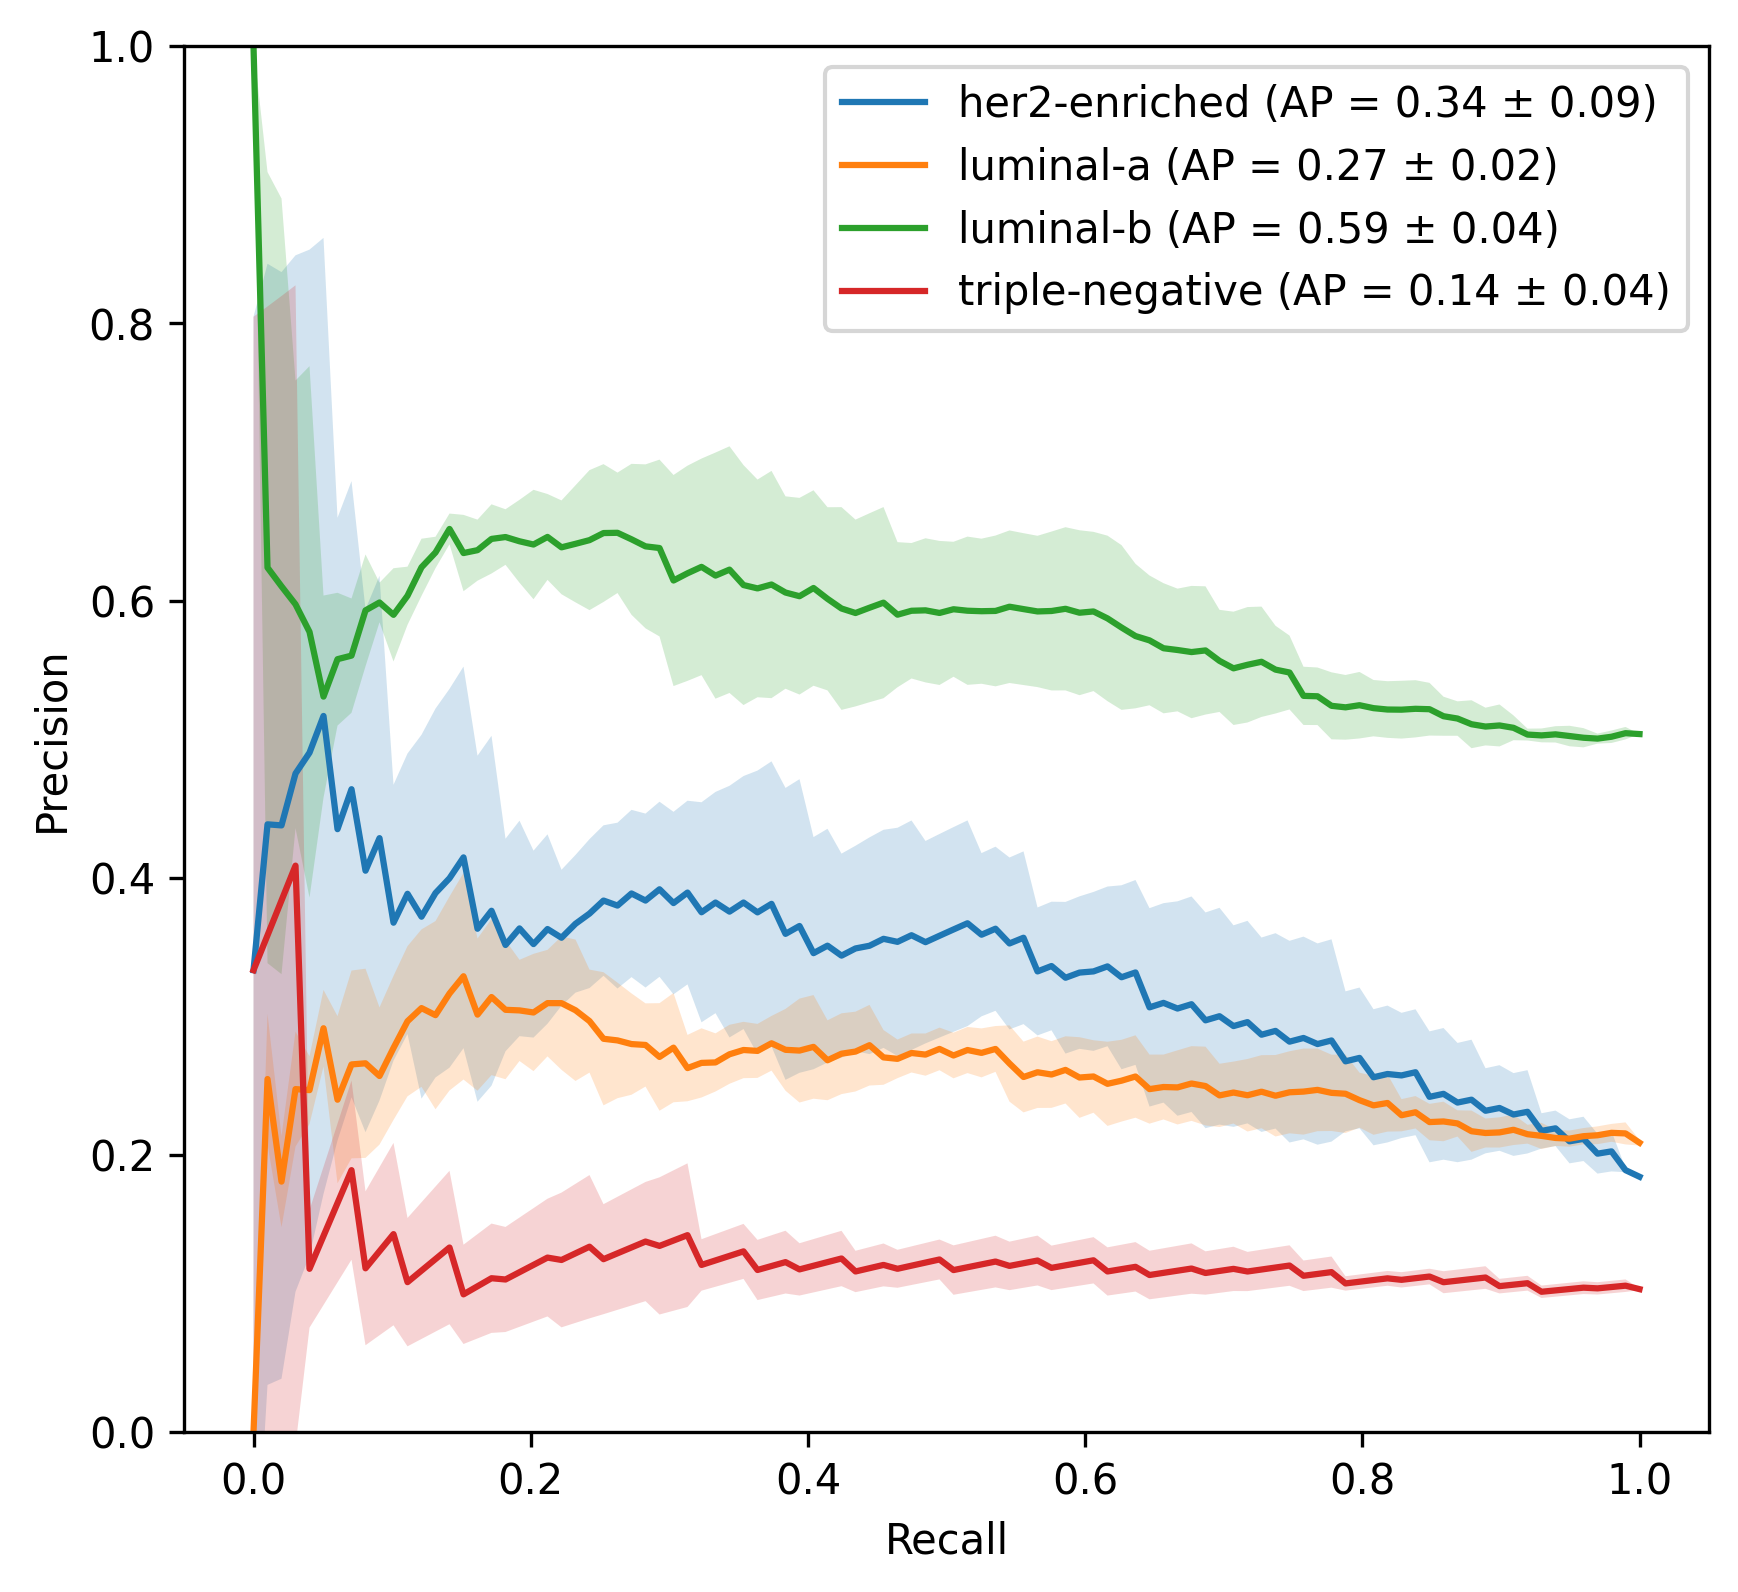 1.0
0.8
0.6
0.4
0.2
0.0
Precision
her2-enriched (AP = 0.34 ± 0.09)
luminal-a (AP = 0.27 ± 0.02)
luminal-b (AP = 0.59 ± 0.04)
triple-negative (AP = 0.14 ± 0.04)
0.0 0.2 0.4 0.6 0.8 1.0
Recall